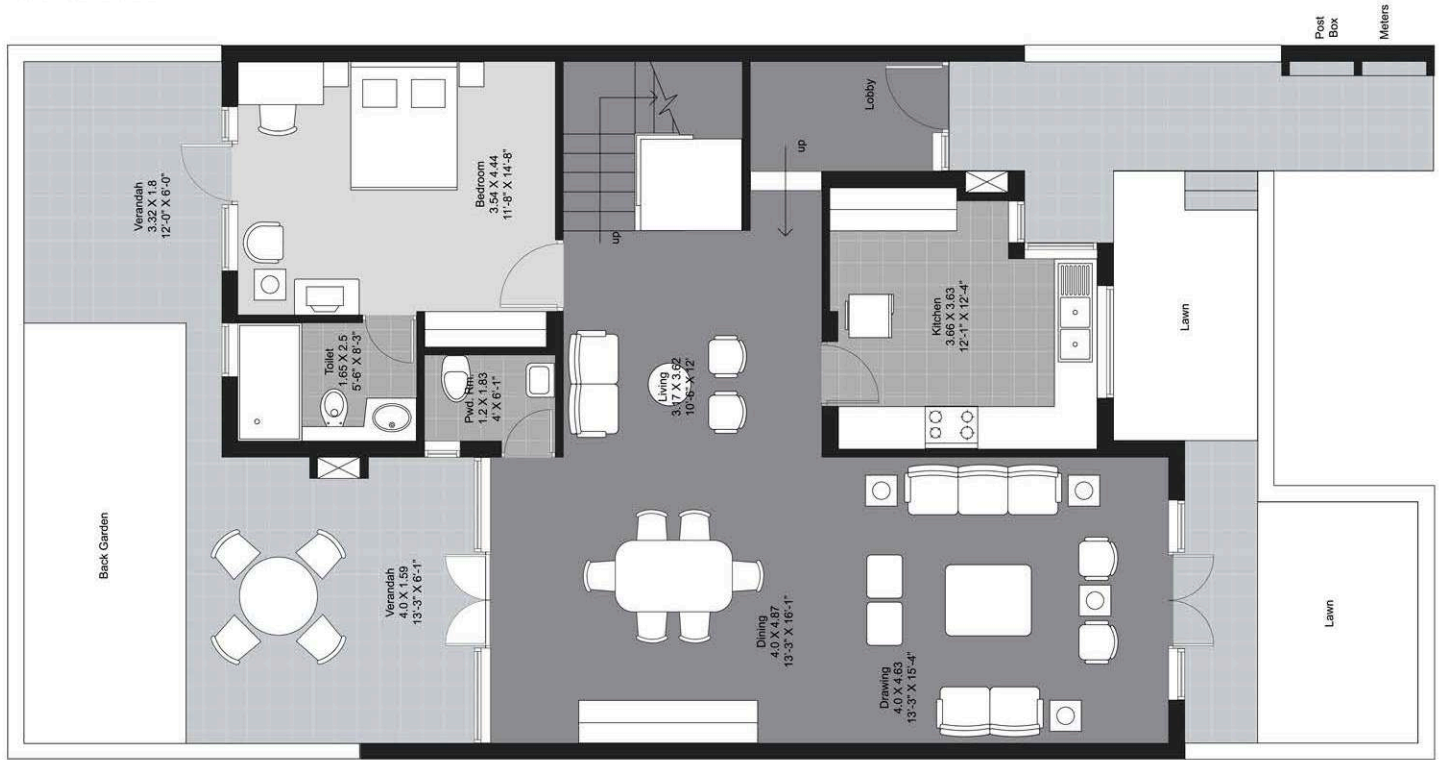 Post
Box
Meters
Verandah
3.32 X 1.8
12'-0" X 6'-0"
Bedroom
3.54 X 4.44
11'-8" X 14'-8"
up
Lobby
up
Toilet
1.65 X 2.5
5'-6" X 8'-3"
Pwd. Rm.
1.2 X 1.83
4' X 6'-1"
Living
3.17 X 3.62
10'-6" X 12'
Kitchen
3.66 X 3.63
12'-1" X 12'-4"
Lawn
Back Garden
Verandah
4.0 X 1.59
13'-3" X 6'-1"
Dining
4.0 X 4.87
13'-3" X 16'-1"
Drawing
4.0 X 4.63
13'-3" X 15'-4"
Lawn